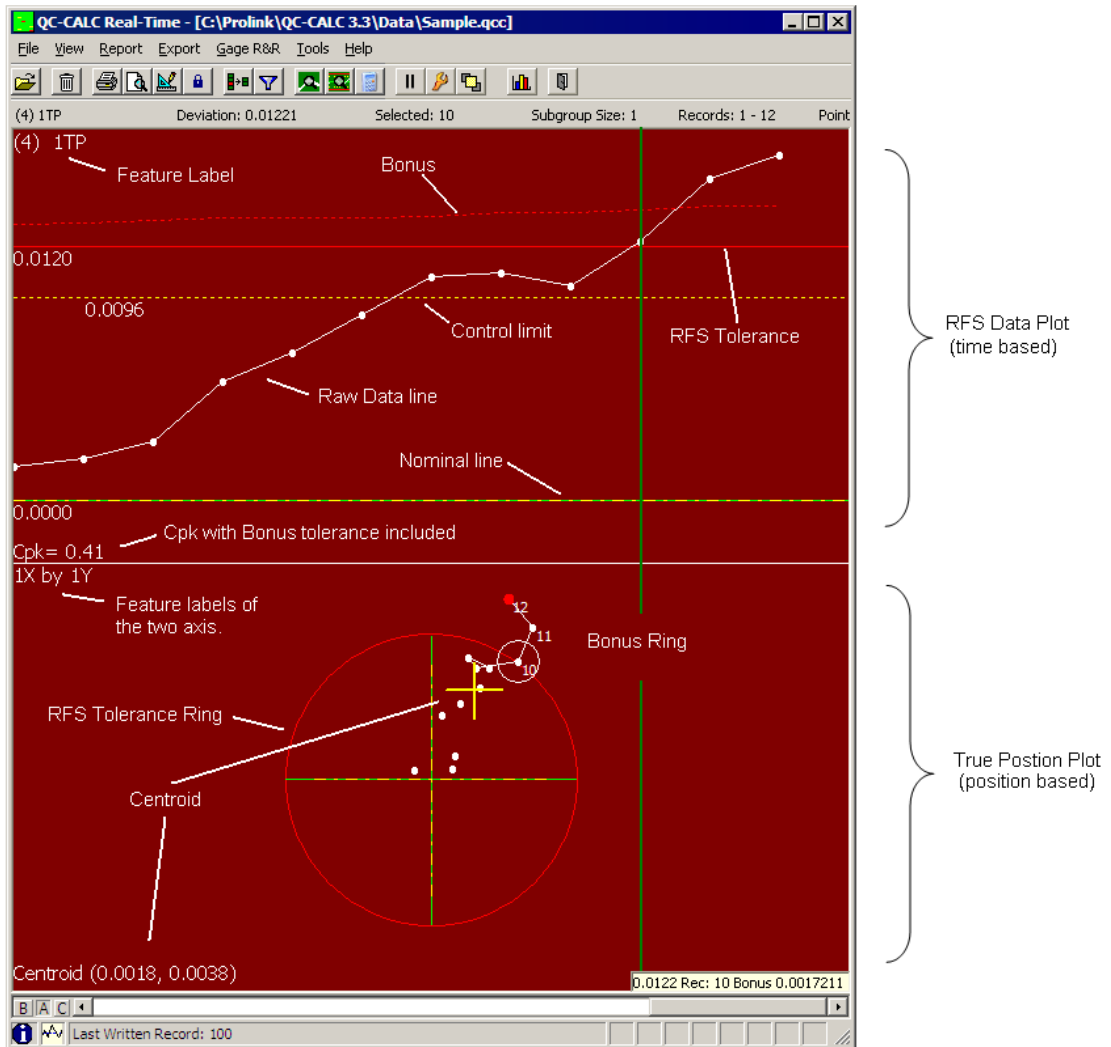 QC-CALC Real-Time - [C:\Prolink\QC-CALC 3.3\Data\Sample.qcc]
File View Report Export Gage R&R Tools Help
(4) 1TP Deviation: 0.01221 Selected: 10 Subgroup Size: 1 Records: 1 - 12 Point
(4) 1TP
Feature Label
Bonus
0.0120
0.0096
Control limit
RFS Tolerance
Raw Data line
Nominal line
0.0000
Cpk with Bonus tolerance included
Cpk= 0.41
RFS Data Plot
(time based)
1X by 1Y
Feature labels of
the two axis.
12
11
10
Bonus Ring
RFS Tolerance Ring
Centroid
True Postion Plot
(position based)
Centroid (0.0018, 0.0038)
0.0122 Rec: 10 Bonus 0.0017211
B A C
Last Written Record: 100